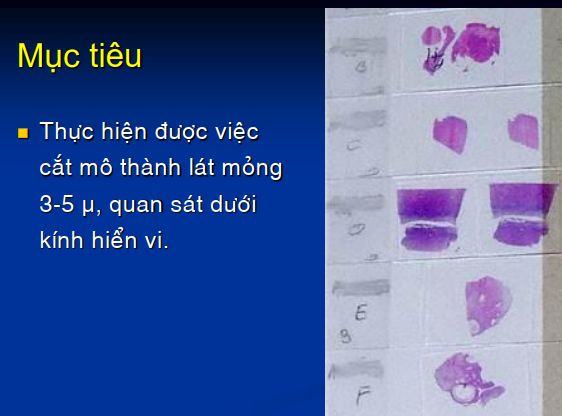 Mục tiêu
Thực hiện được việc
cắt mô thành lát mỏng
3-5 µ, quan sát dưới
kính hiển vi.
B
C
D
E
B
F